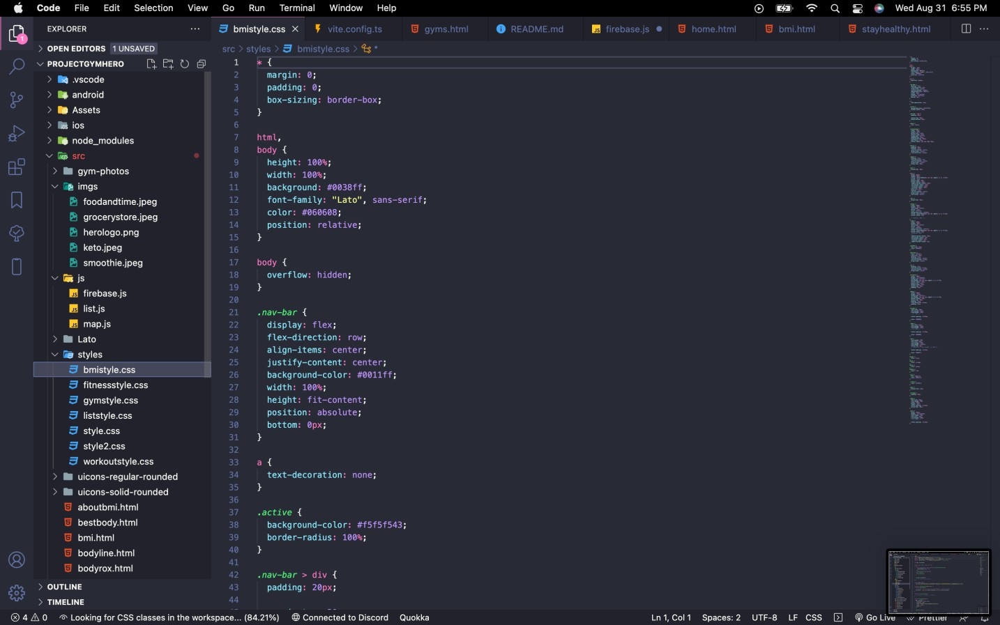 Code File Edit Selection View Go Run Terminal Window Help Wed Aug 31 6:55 PM
EXPLORER
bmistyle.css vite.config.ts gyms.html README.md firebase.js home.html bmi.html stayhealthy.html
OPEN EDITORS 1 UNSAVED
src > styles > bmistyle.css > *
PROJECTGYMHERO
.vscode
android
Assets
ios
node_modules
src
gym-photos
imgs
foodandtime.jpeg
grocerystore.jpeg
herologo.png
keto.jpeg
smoothie.jpeg
js
firebase.js
list.js
map.js
Lato
styles
bmistyle.css
fitnessstyle.css
gymstyle.css
liststyle.css
style.css
style2.css
workoutstyle.css
uicons-regular-rounded
uicons-solid-rounded
aboutbmi.html
bestbody.html
bmi.html
bodyline.html
bodyrox.html
OUTLINE
TIMELINE
1 * {
2 margin: 0;
3 padding: 0;
4 box-sizing: border-box;
5 }
6
7 html,
8 body {
9 height: 100%;
10 width: 100%;
11 background: #0038ff;
12 font-family: "Lato", sans-serif;
13 color: #060608;
14 position: relative;
15 }
16
17 body {
18 overflow: hidden;
19 }
20
21 .nav-bar {
22 display: flex;
23 flex-direction: row;
24 align-items: center;
25 justify-content: center;
26 background-color: #0011ff;
27 width: 100%;
28 height: fit-content;
29 position: absolute;
30 bottom: 0px;
31 }
32
33 a {
34 text-decoration: none;
35 }
36
37 .active {
38 background-color: #f5f5f543;
39 border-radius: 100%;
40 }
41
42 .nav-bar > div {
43 padding: 20px;
44
4 0 Looking for CSS classes in the workspace... (84.21%) Connected to Discord Quokka Ln 1, Col 1 Spaces: 2 UTF-8 LF CSS Go Live Prettier